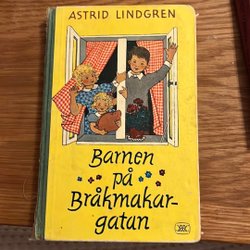 ASTRID LINDGREN
Barnen
på
Bråkmakar-
gatan